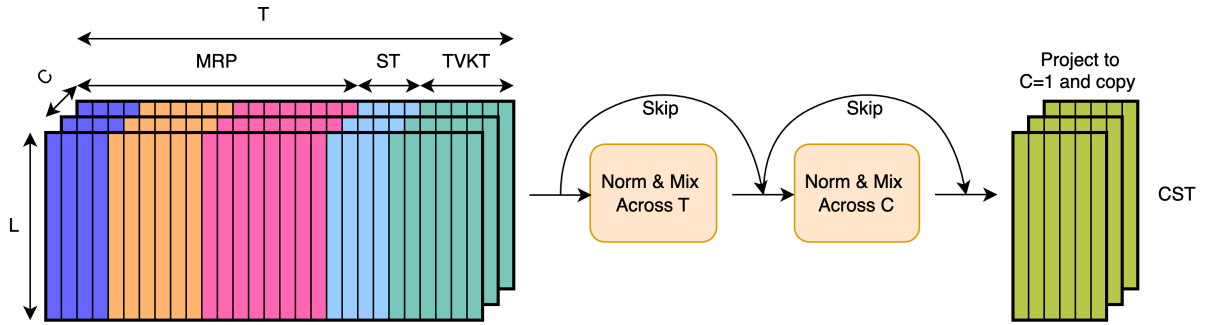 T
MRP
ST
TVKT
C
L
Skip
Norm & Mix
Across T
Skip
Norm & Mix
Across C
Project to
C=1 and copy
CST